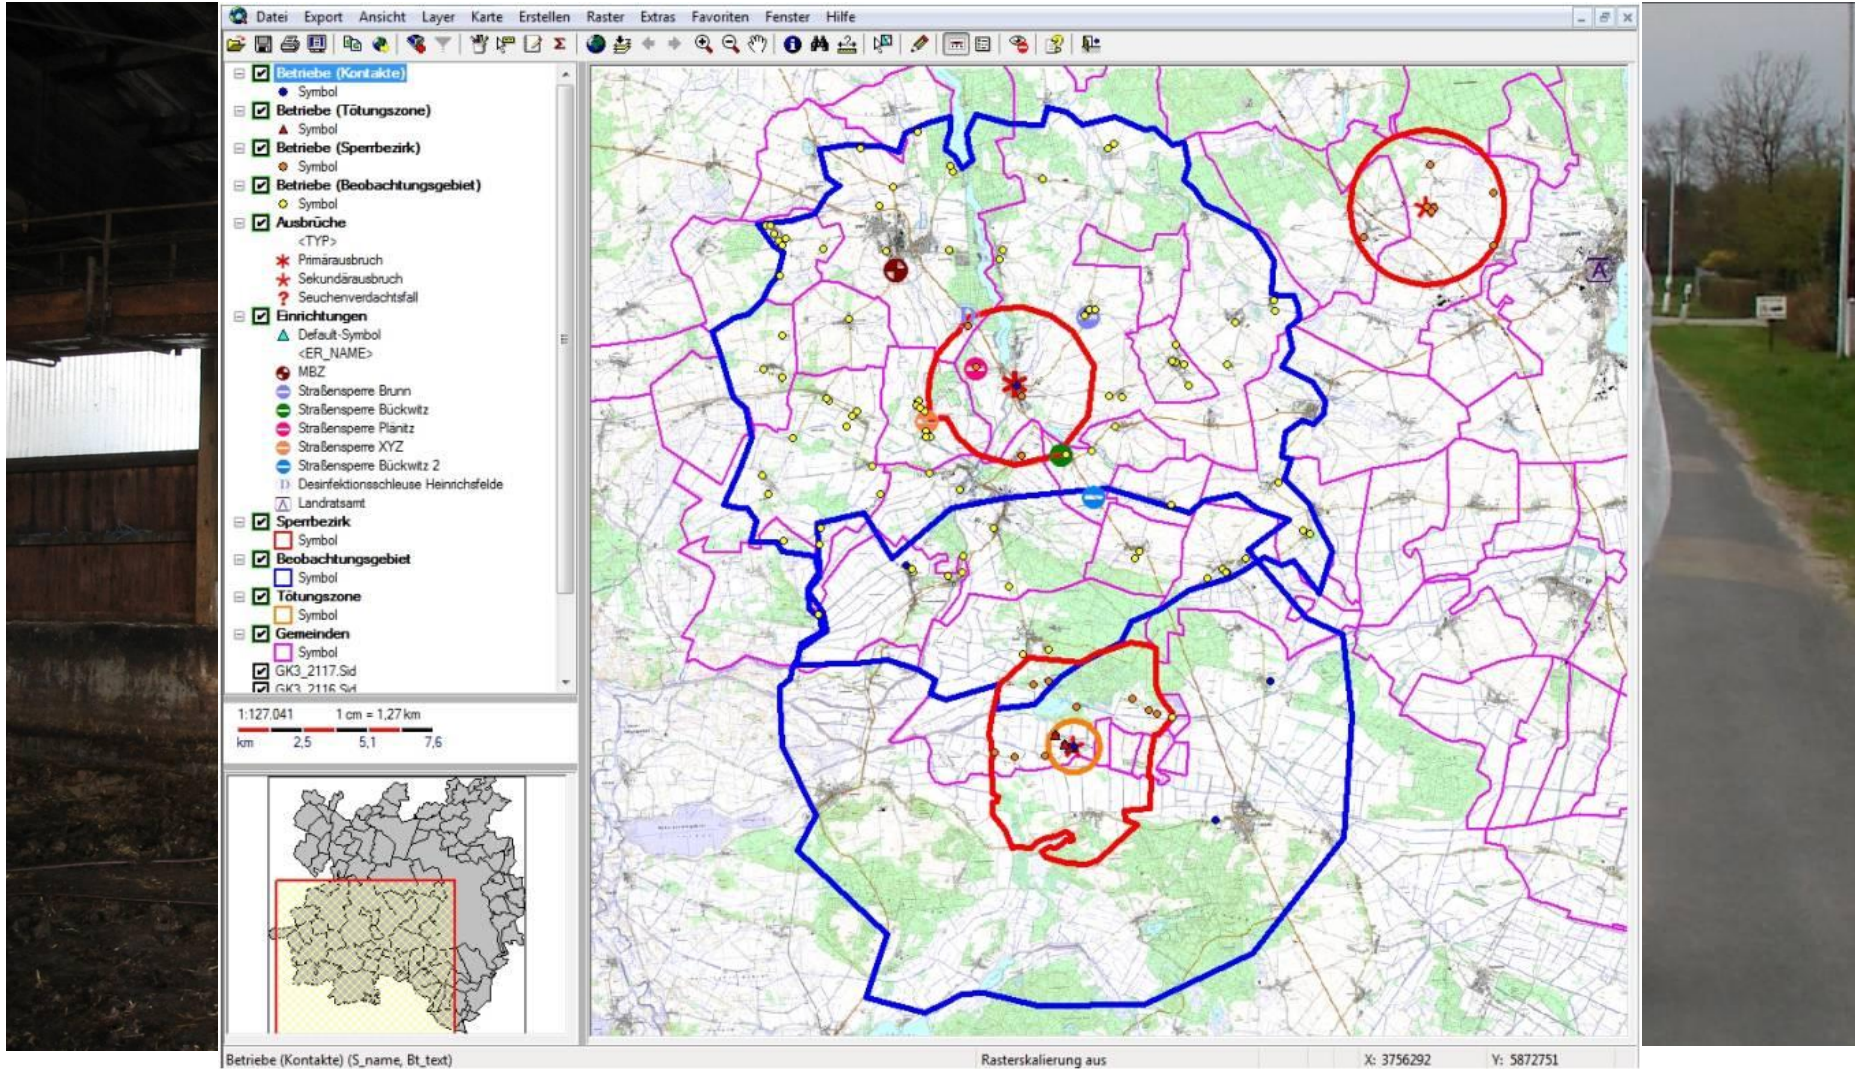 Datei Export Ansicht Layer Karte Erstellen Raster Extras Favoriten Fenster Hilfe
Betriebe (Kontakte)
Symbol
Betriebe (Tötungszone)
Symbol
Betriebe (Sperrbezirk)
Symbol
Betriebe (Beobachtungsgebiet)
Symbol
Ausbrüche
<TYP>
Primärausbruch
Sekundärausbruch
Seuchenverdachtsfall
Einrichtungen
Default-Symbol
<ER_NAME>
MBZ
Straßensperre Brunn
Straßensperre Bückwitz
Straßensperre Plänitz
Straßensperre XYZ
Straßensperre Bückwitz 2
D Desinfektionsschleuse Heinrichsfelde
A Landratsamt
Sperrbezirk
Symbol
Beobachtungsgebiet
Symbol
Tötungszone
Symbol
Gemeinden
Symbol
GK3_2117.Sid
GK3_2116.Sid
1:127.041 1 cm = 1,27 km
km 2,5 5,1 7,6
D
A
Betriebe (Kontakte) (S_name, Bt_text) Rasterskalierung aus X: 3756292 Y: 5872751